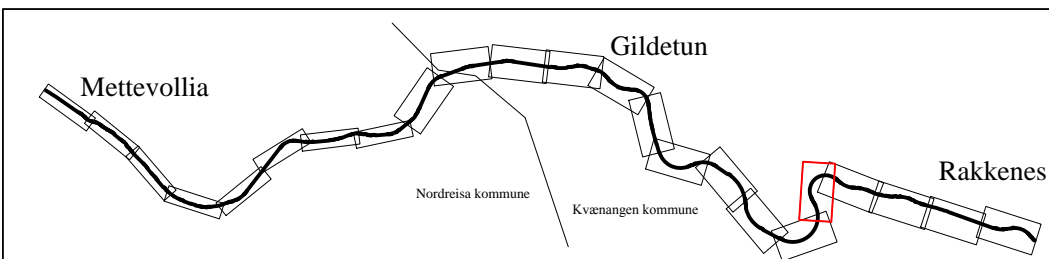 Gildetun
Mettevollia
Rakkenes
Nordreisa kommune
Kvænangen kommune